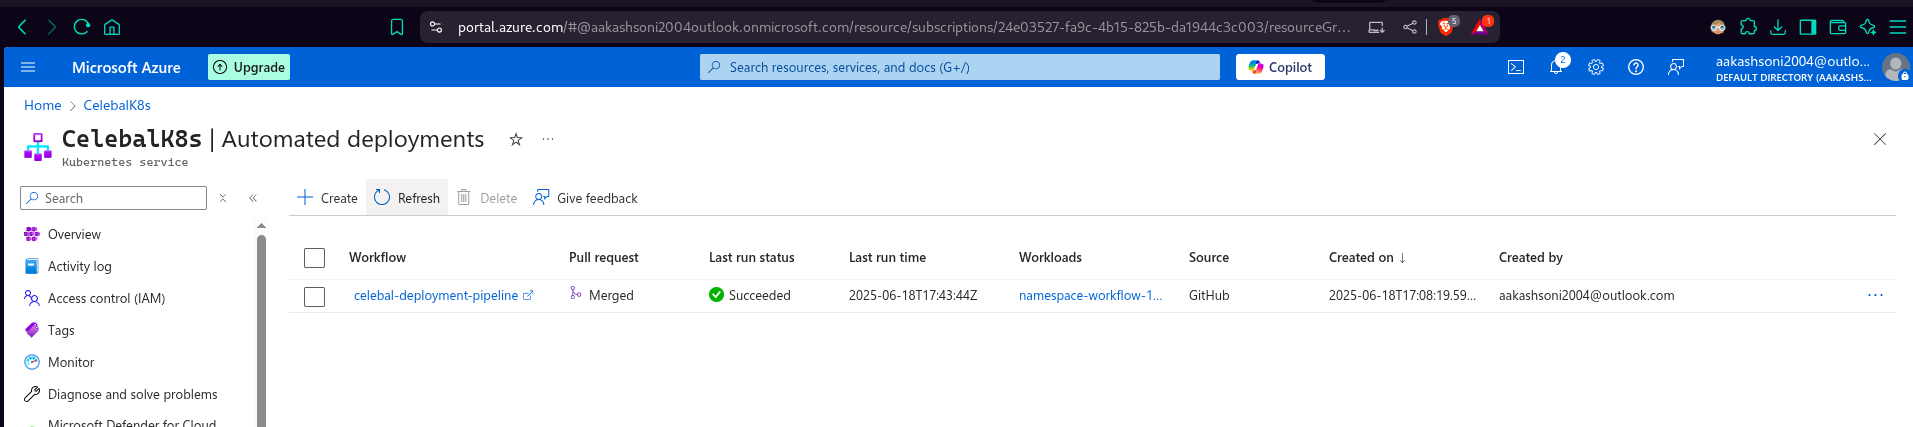 portal.azure.com/#@aakashsoni2004outlook.onmicrosoft.com/resource/subscriptions/24e03527-fa9c-4b15-825b-da1944c3c003/resourceGr...
5
1
Microsoft Azure
Upgrade
Search resources, services, and docs (G+/)
Copilot
2
aakashsoni2004@outlo...
DEFAULT DIRECTORY (AAKASHS...
Home > CelebalK8s
CelebalK8s | Automated deployments
...
Kubernetes service
Search
Create
Refresh
Delete
Give feedback
Overview
Activity log
Access control (IAM)
Tags
Monitor
Diagnose and solve problems
Microsoft Defender for Cloud
Workflow Pull request Last run status Last run time Workloads Source Created on ↓ Created by
celebal-deployment-pipeline Merged Succeeded 2025-06-18T17:43:44Z namespace-workflow-1... GitHub 2025-06-18T17:08:19.59... aakashsoni2004@outlook.com ...